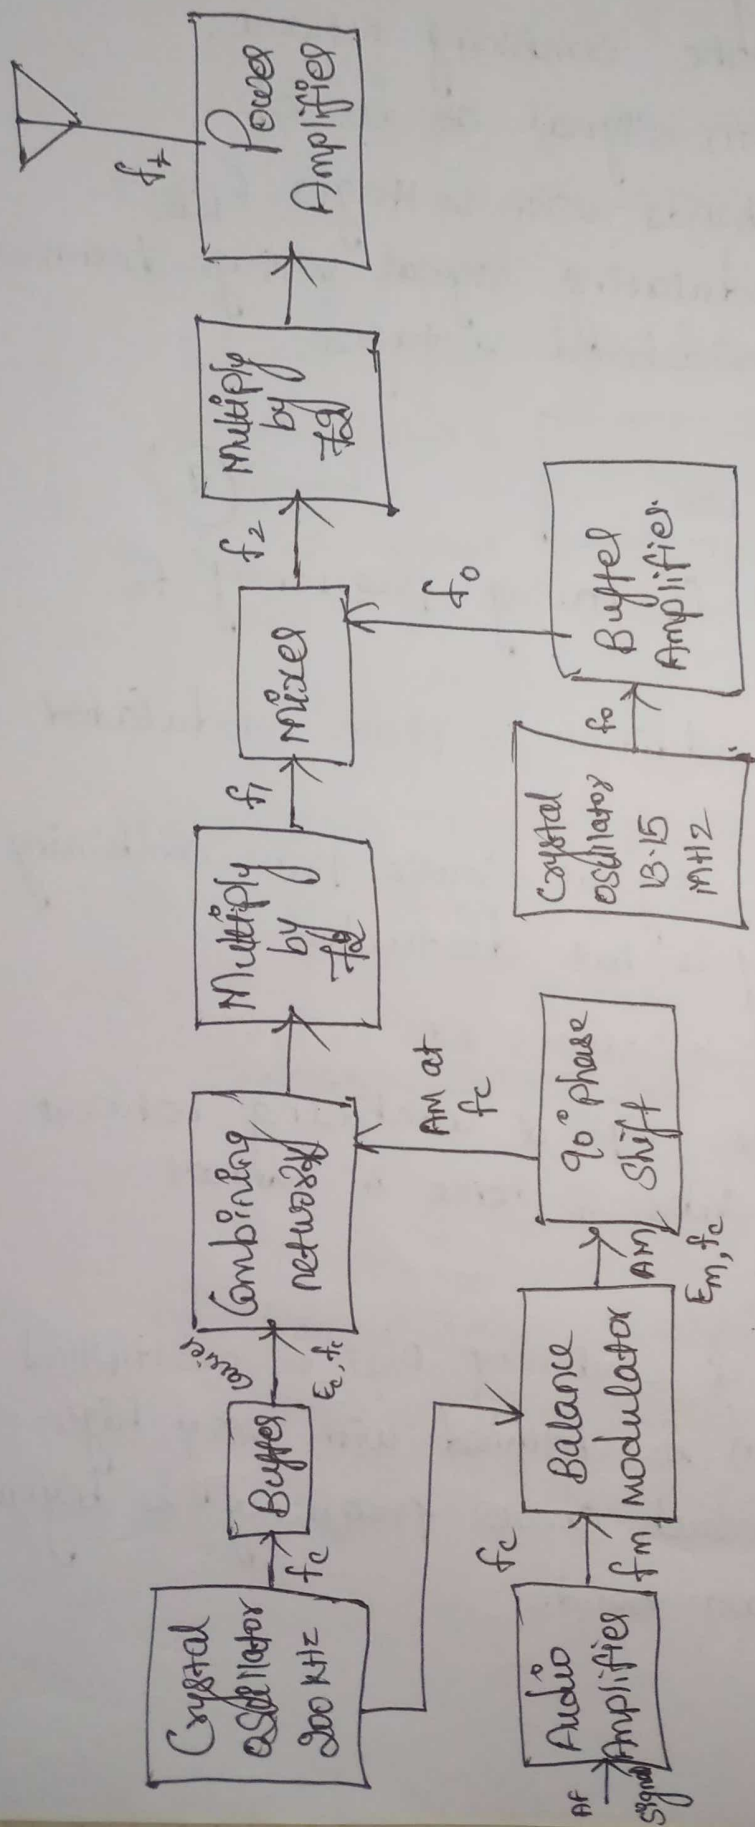 Crystal
Oscillator
200 KHz
fc
Buffer
Carrier
Ec, fc
Combining
network
Multiply
by
72
f1
Mixer
f2
Multiply
by
72
Power
Amplifier
ft
AF
Signal
Audio
Amplifier
fm
fc
Balance
Modulator
AM
Em, fc
90° phase
Shift
AM at
fc
Crystal
Oscillator
13.15
MHz
fo
Buffer
Amplifier
fo